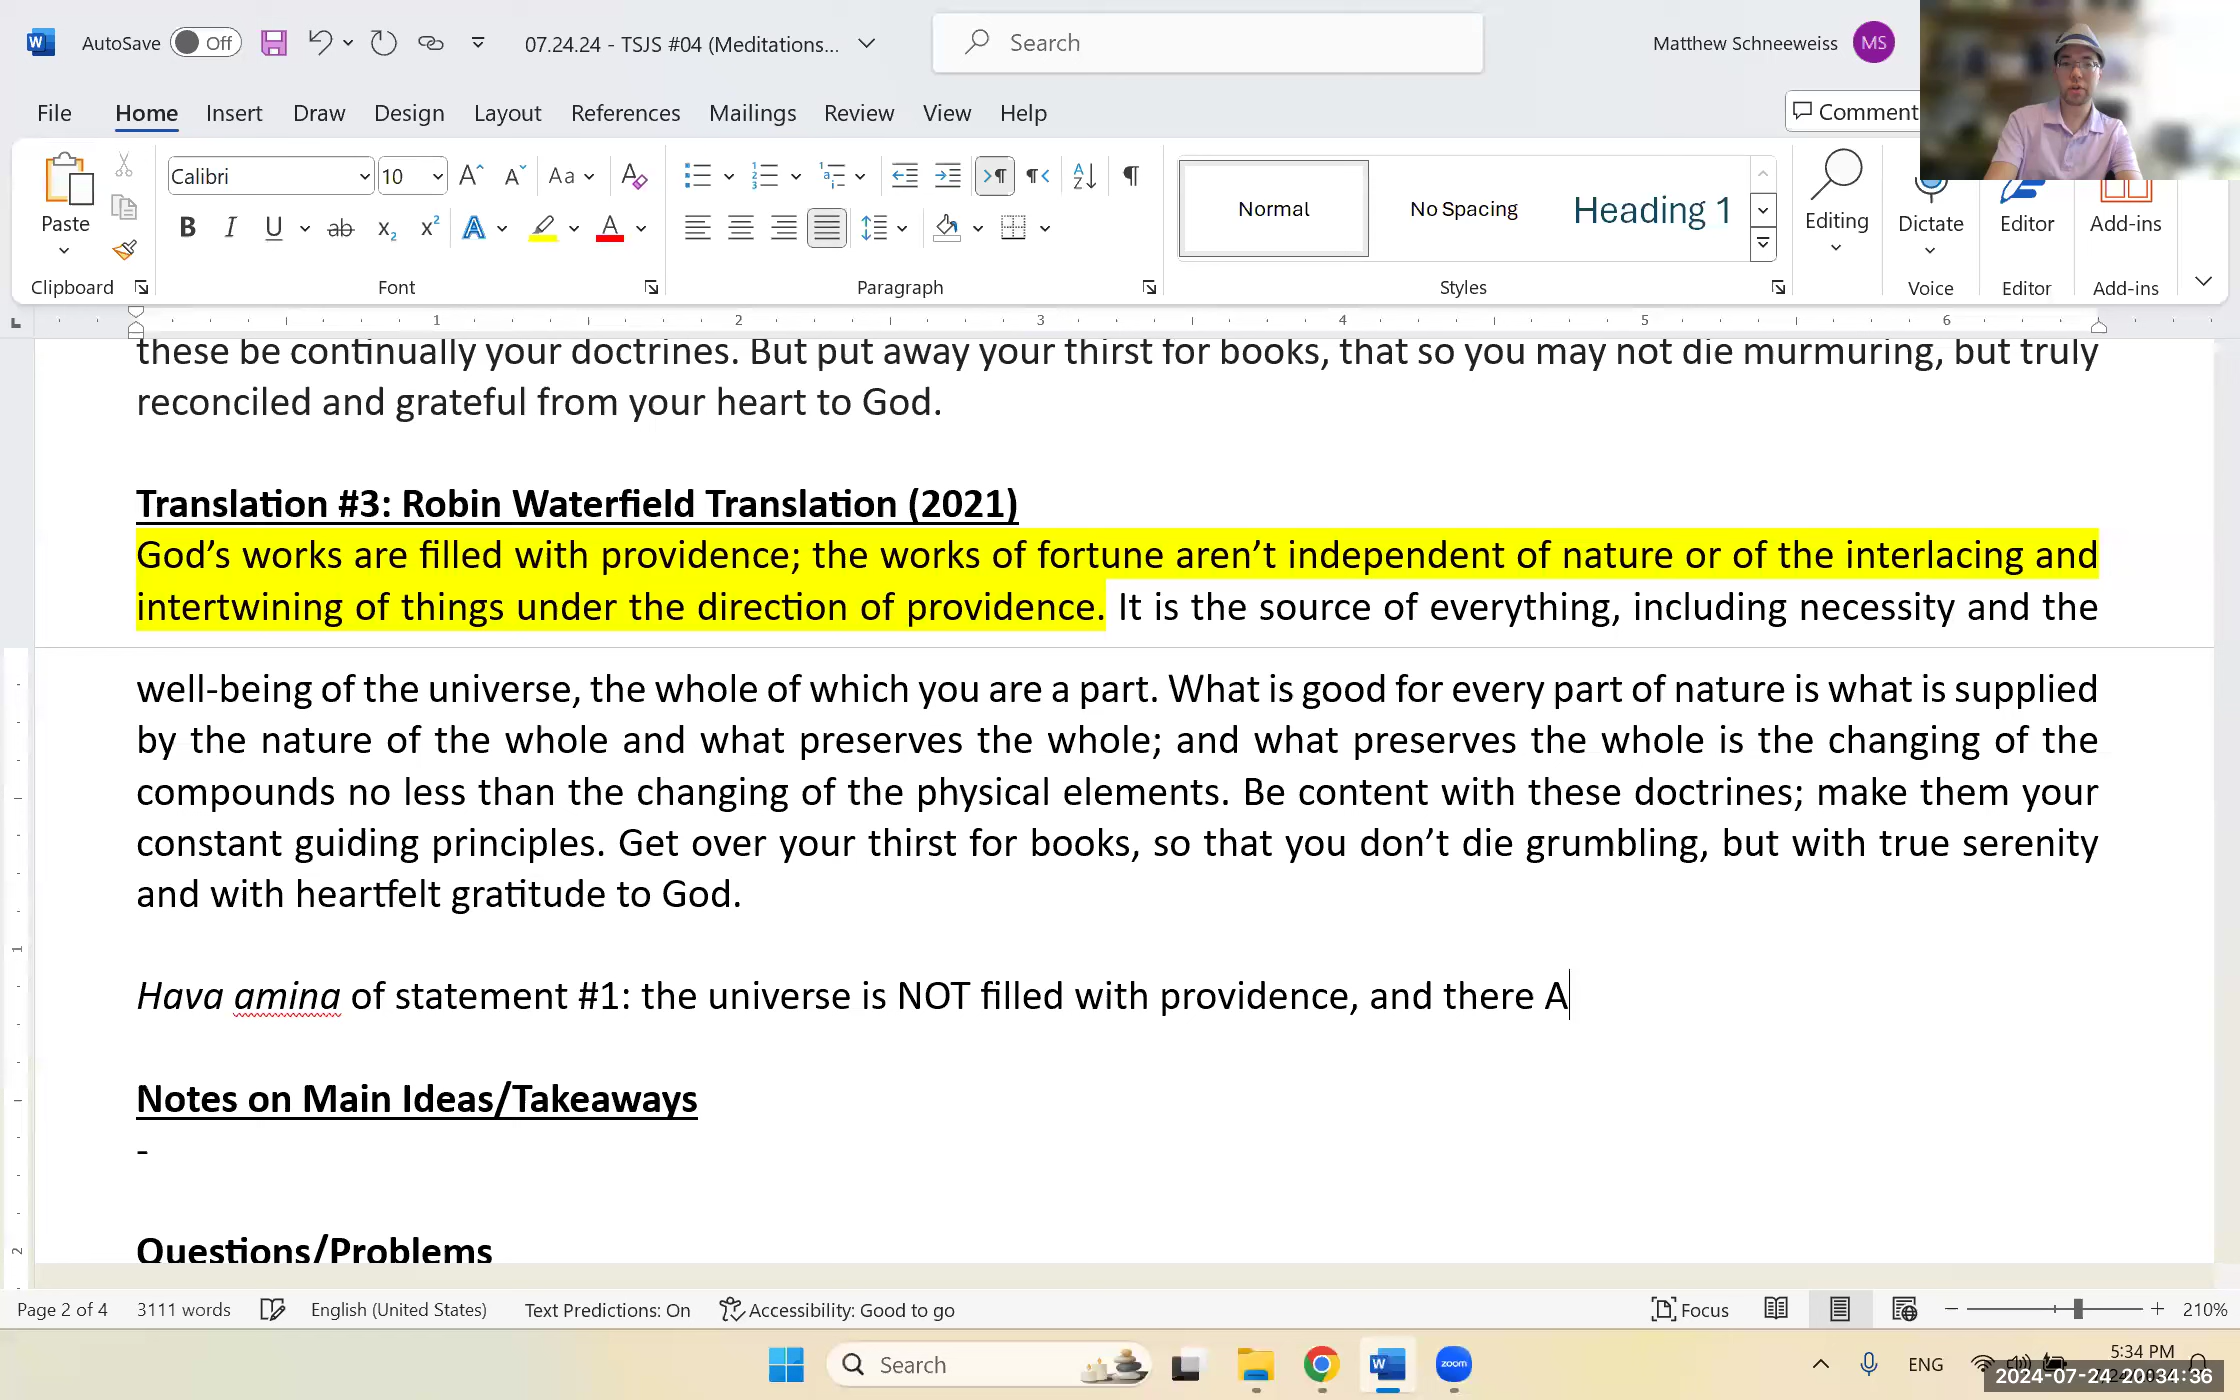 AutoSave Off 07.24.24 - TSJS #04 (Meditations... Search Matthew Schneeweiss MS
File Home Insert Draw Design Layout References Mailings Review View Help Comment
Paste Calibri 10 Normal No Spacing Heading 1 Editing Dictate Editor Add-ins
Clipboard Font Paragraph Styles Voice Editor Add-ins
1 2 3 4 5 6
these be continually your doctrines. But put away your thirst for books, that so you may not die murmuring, but truly
reconciled and grateful from your heart to God.
Translation #3: Robin Waterfield Translation (2021)
God’s works are filled with providence; the works of fortune aren’t independent of nature or of the interlacing and
intertwining of things under the direction of providence. It is the source of everything, including necessity and the
well-being of the universe, the whole of which you are a part. What is good for every part of nature is what is supplied
by the nature of the whole and what preserves the whole; and what preserves the whole is the changing of the
compounds no less than the changing of the physical elements. Be content with these doctrines; make them your
constant guiding principles. Get over your thirst for books, so that you don’t die grumbling, but with true serenity
and with heartfelt gratitude to God.
Hava amina of statement #1: the universe is NOT filled with providence, and there A
Notes on Main Ideas/Takeaways
-
Questions/Problems
Page 2 of 4 3111 words English (United States) Text Predictions: On Accessibility: Good to go Focus 210%
Search zoom ENG 5:34 PM
2024-07-24 20:34:36